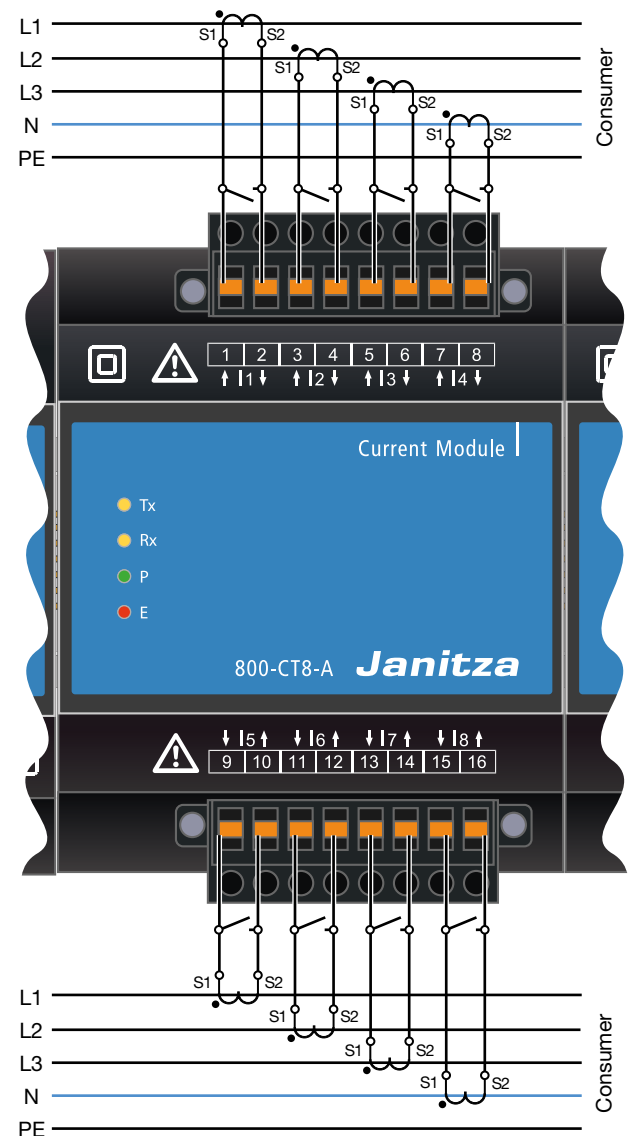 L1
S1 S2
L2
S1 S2
L3
S1 S2
N
S1 S2
PE
Consumer
1 2 3 4 5 6 7 8
I1 I2 I3 I4
Current Module
Tx
Rx
P
E
800-CT8-A Janitza
I5 I6 I7 I8
9 10 11 12 13 14 15 16
S1 S2
L1
S1 S2
L2
S1 S2
L3
S1 S2
N
PE
Consumer